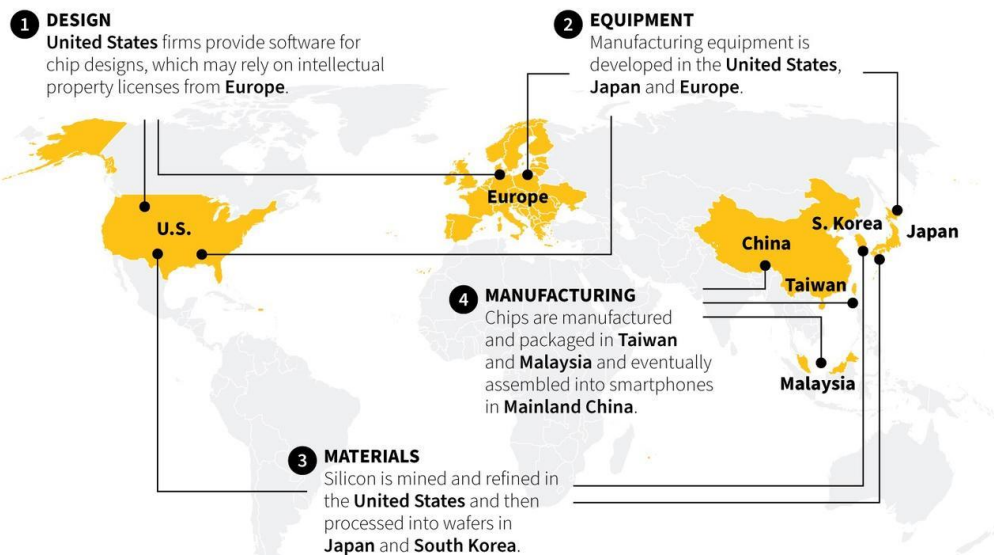 1 DESIGN
United States firms provide software for
chip designs, which may rely on intellectual
property licenses from Europe.
2 EQUIPMENT
Manufacturing equipment is
developed in the United States,
Japan and Europe.
Europe
U.S.
S. Korea
Japan
China
Taiwan
4 MANUFACTURING
Chips are manufactured
and packaged in Taiwan
and Malaysia and eventually
assembled into smartphones
in Mainland China.
Malaysia
3 MATERIALS
Silicon is mined and refined in
the United States and then
processed into wafers in
Japan and South Korea.